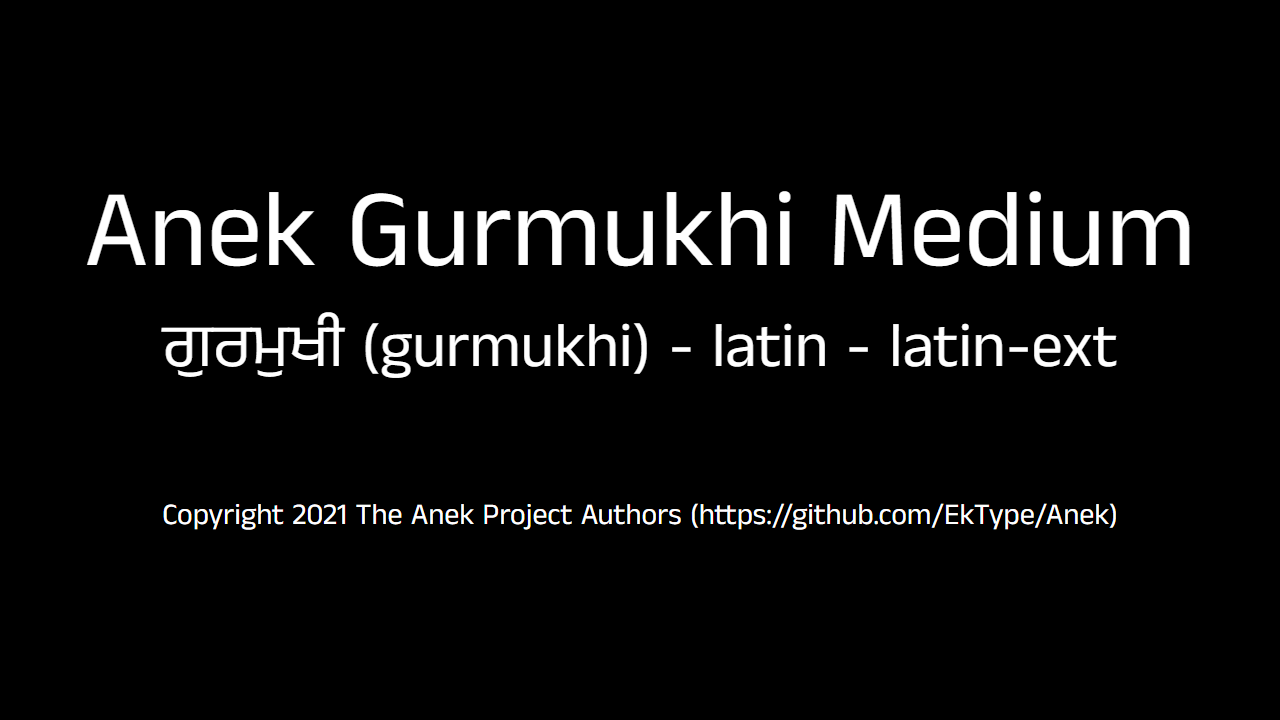 Anek Gurmukhi Medium
ਗੁਰਮੁਖੀ (gurmukhi) - latin - latin-ext
Copyright 2021 The Anek Project Authors (https://github.com/EkType/Anek)